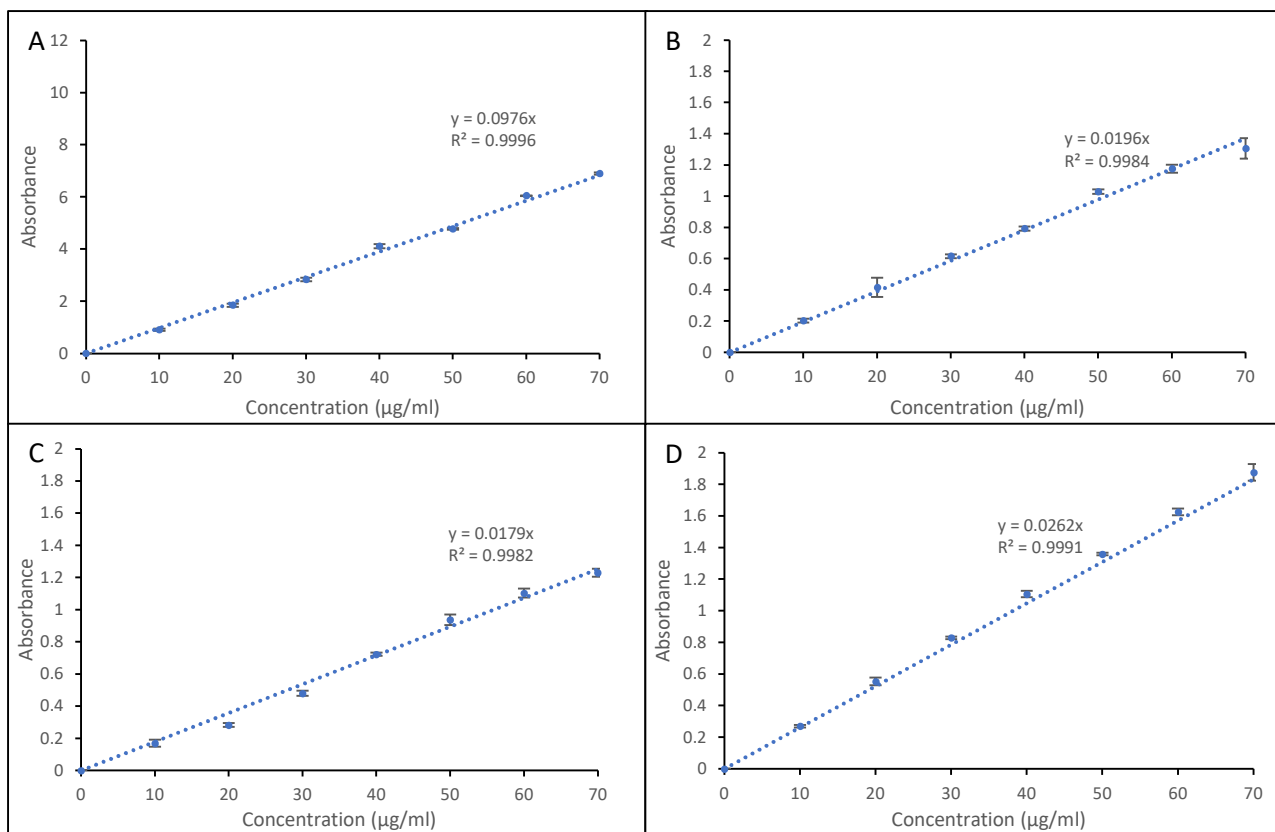 A
12
10
8
6
4
2
0
y = 0.0976x
R² = 0.9996
Absorbance
0 10 20 30 40 50 60 70
Concentration (µg/ml)
B
2
1.8
1.6
1.4
1.2
1
0.8
0.6
0.4
0.2
0
y = 0.0196x
R² = 0.9984
Absorbance
0 10 20 30 40 50 60 70
Concentration (µg/ml)
C
2
1.8
1.6
1.4
1.2
1
0.8
0.6
0.4
0.2
0
y = 0.0179x
R² = 0.9982
Absorbance
0 10 20 30 40 50 60 70
Concentration (µg/ml)
D
2
1.8
1.6
1.4
1.2
1
0.8
0.6
0.4
0.2
0
y = 0.0262x
R² = 0.9991
Absorbance
0 10 20 30 40 50 60 70
Concentration (µg/ml)